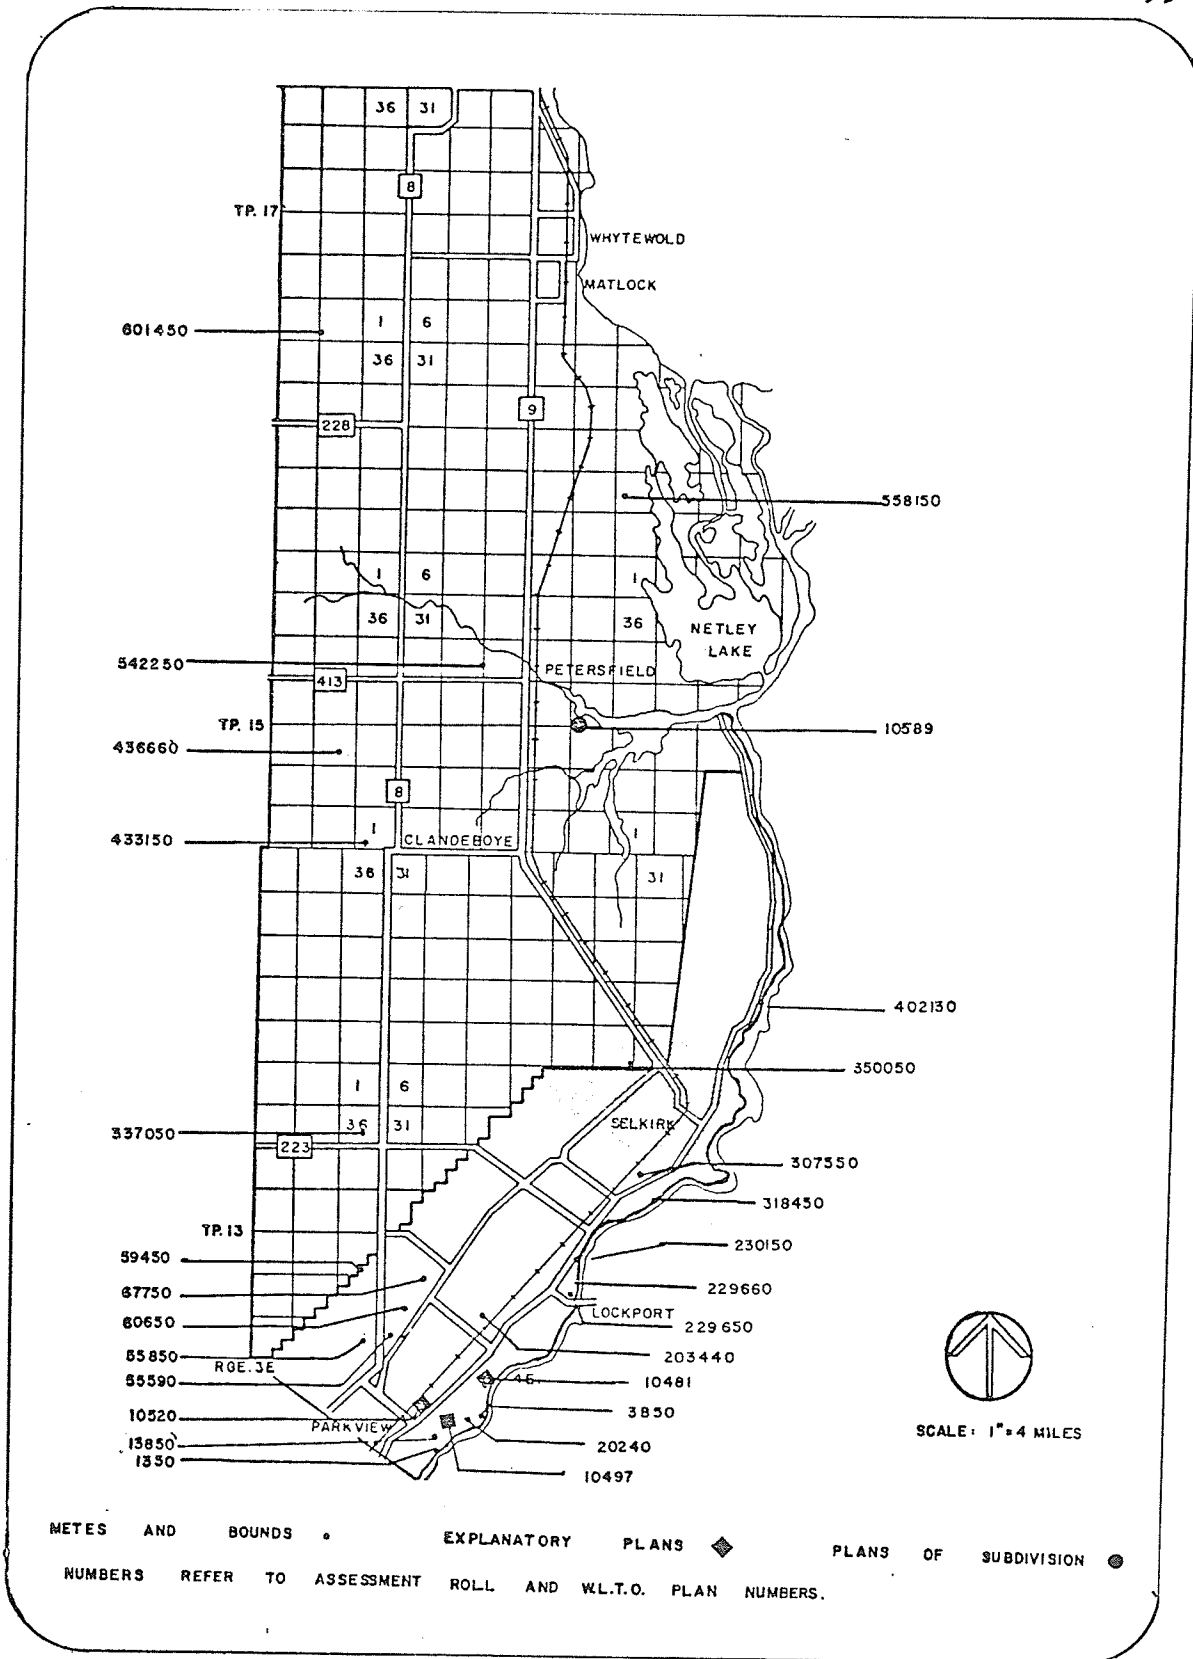 36 31
8
TP. 17
WHYTEWOLD
MATLOCK
601450
1 6
36 31
9
228
558150
1 6 1
36 31 36
NETLEY
LAKE
542250
PETERSFIELD
413
TP. 15
10589
436660
8
433150
1
CLANDEBOYE
1
36 31
31
402130
350050
1 6
36 31
SELKIRK
337050
223
307550
318450
TP. 13
230150
59450
67750
229660
60650
LOCKPORT
229650
55850
203440
RGE. 3E
55590
4E.
10481
10520
3850
PARKVIEW
13850
20240
1330
10497
SCALE: 1"=4 MILES
METES AND BOUNDS EXPLANATORY PLANS PLANS OF SUBDIVISION
NUMBERS REFER TO ASSESSMENT ROLL AND W.L.T.O. PLAN NUMBERS.